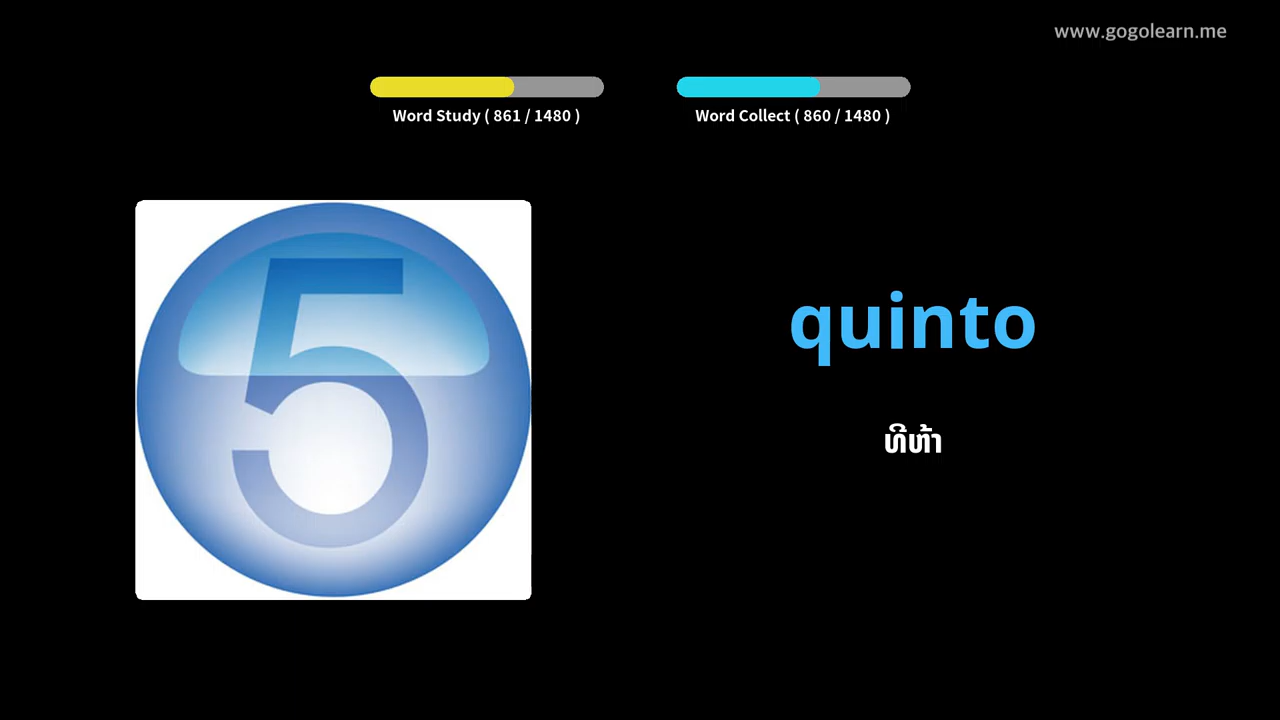 www.gogolearn.me
Word Study ( 861 / 1480 )
Word Collect ( 860 / 1480 )
5
quinto
ທີຫ້າ